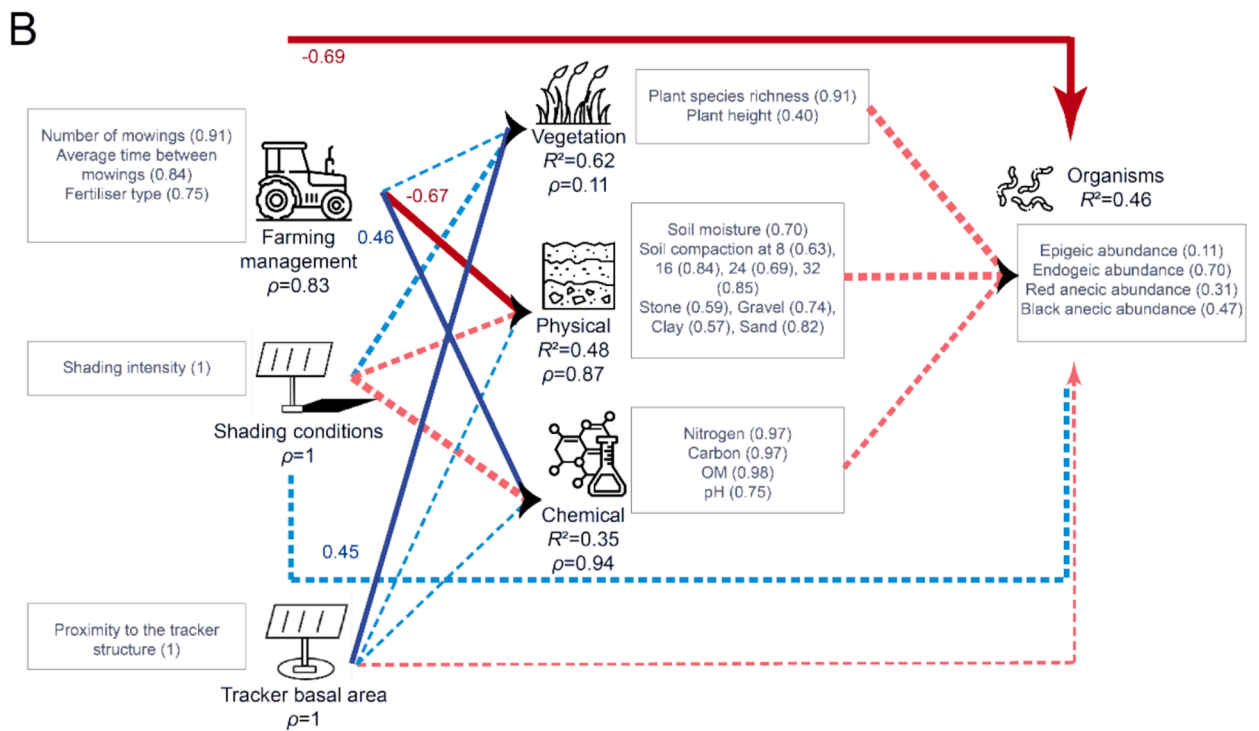 B
-0.69
Number of mowings (0.91)
Average time between
mowings (0.84)
Fertiliser type (0.75)
Farming
management
ρ=0.83
0.46
-0.67
Vegetation
R²=0.62
ρ=0.11
Plant species richness (0.91)
Plant height (0.40)
Organisms
R²=0.46
Epigeic abundance (0.11)
Endogeic abundance (0.70)
Red anecic abundance (0.31)
Black anecic abundance (0.47)
Soil moisture (0.70)
Soil compaction at 8 (0.63),
16 (0.84), 24 (0.69), 32
(0.85)
Stone (0.59), Gravel (0.74),
Clay (0.57), Sand (0.82)
Physical
R²=0.48
ρ=0.87
Shading intensity (1)
Shading conditions
ρ=1
Nitrogen (0.97)
Carbon (0.97)
OM (0.98)
pH (0.75)
Chemical
R²=0.35
ρ=0.94
0.45
Proximity to the tracker
structure (1)
Tracker basal area
ρ=1